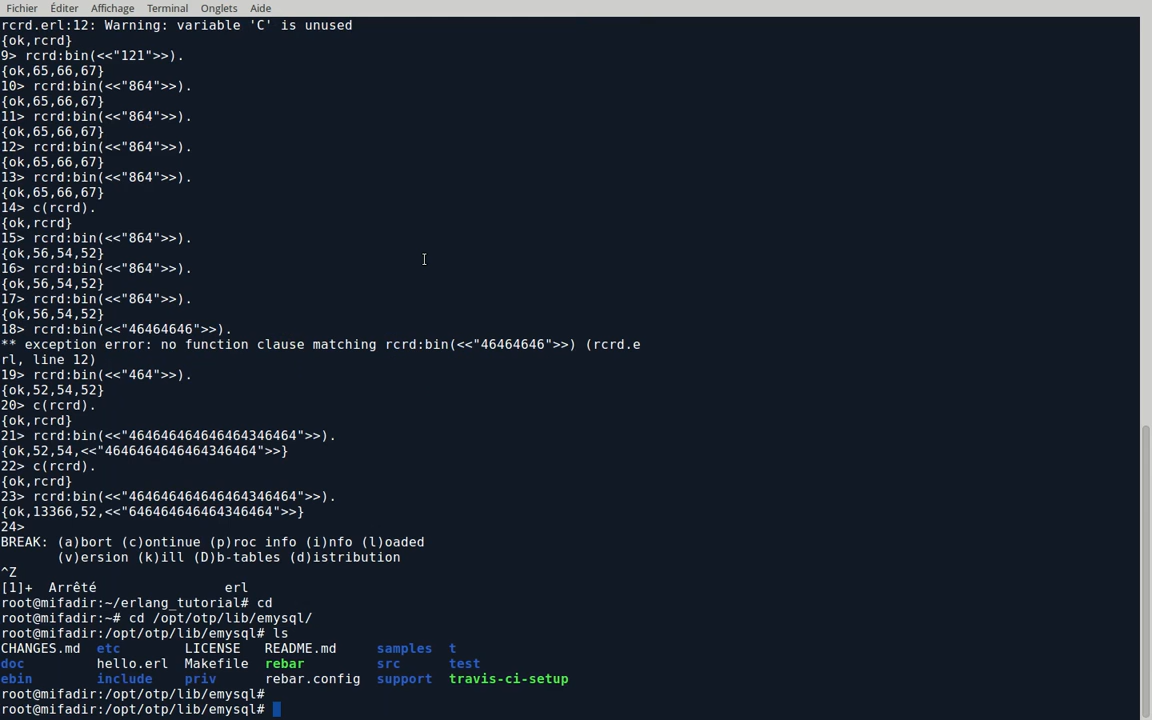 Fichier Éditer Affichage Terminal Onglets Aide
rcrd.erl:12: Warning: variable 'C' is unused
{ok,rcrd}
9> rcrd:bin(<<"121">>).
{ok,65,66,67}
10> rcrd:bin(<<"864">>).
{ok,65,66,67}
11> rcrd:bin(<<"864">>).
{ok,65,66,67}
12> rcrd:bin(<<"864">>).
{ok,65,66,67}
13> rcrd:bin(<<"864">>).
{ok,65,66,67}
14> c(rcrd).
{ok,rcrd}
15> rcrd:bin(<<"864">>).
{ok,56,54,52}
16> rcrd:bin(<<"864">>).
{ok,56,54,52}
17> rcrd:bin(<<"864">>).
{ok,56,54,52}
18> rcrd:bin(<<"46464646">>).
** exception error: no function clause matching rcrd:bin(<<"46464646">>) (rcrd.e
rl, line 12)
19> rcrd:bin(<<"464">>).
{ok,52,54,52}
20> c(rcrd).
{ok,rcrd}
21> rcrd:bin(<<"464646464646464346464">>).
{ok,52,54,<<"4646464646464346464">>}
22> c(rcrd).
{ok,rcrd}
23> rcrd:bin(<<"464646464646464346464">>).
{ok,13366,52,<<"646464646464346464">>}
24>
BREAK: (a)bort (c)ontinue (p)roc info (i)nfo (l)oaded
(v)ersion (k)ill (D)b-tables (d)istribution
^Z
[1]+ Arrêté erl
root@mifadir:~/erlang_tutorial# cd
root@mifadir:~# cd /opt/otp/lib/emysql/
root@mifadir:/opt/otp/lib/emysql# ls
CHANGES.md etc LICENSE README.md samples t
doc hello.erl Makefile rebar src test
ebin include priv rebar.config support travis-ci-setup
root@mifadir:/opt/otp/lib/emysql#
root@mifadir:/opt/otp/lib/emysql#